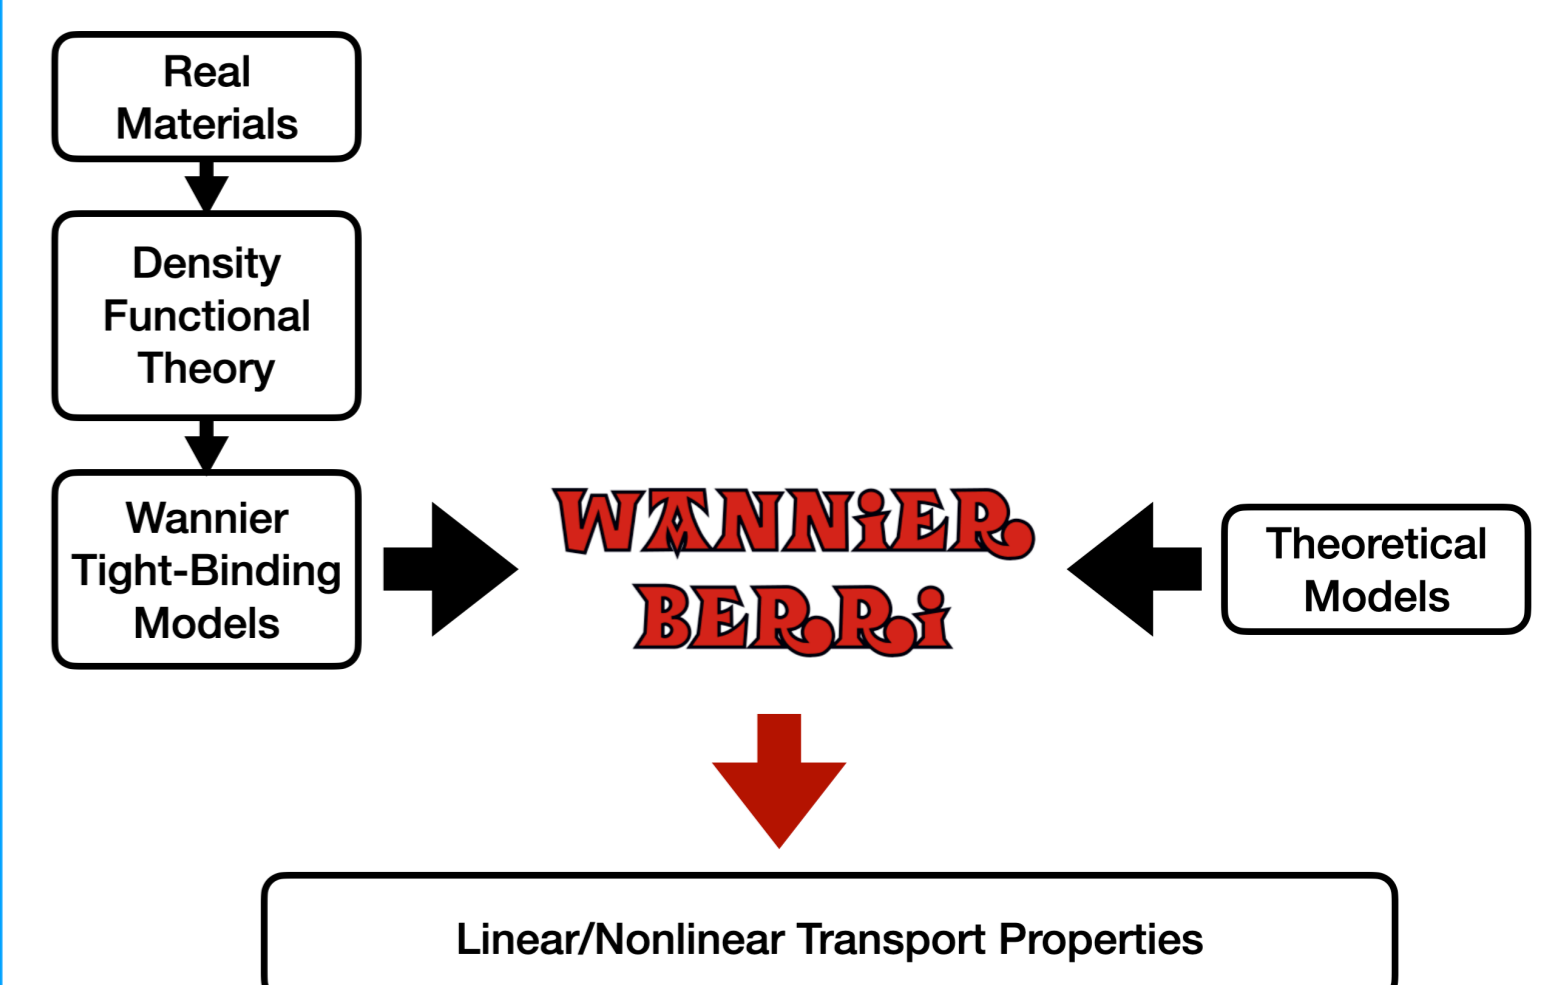 Real
Materials
Density
Functional
Theory
Wannier
Tight-Binding
Models
WANNiER
BERRi
Theoretical
Models
Linear/Nonlinear Transport Properties